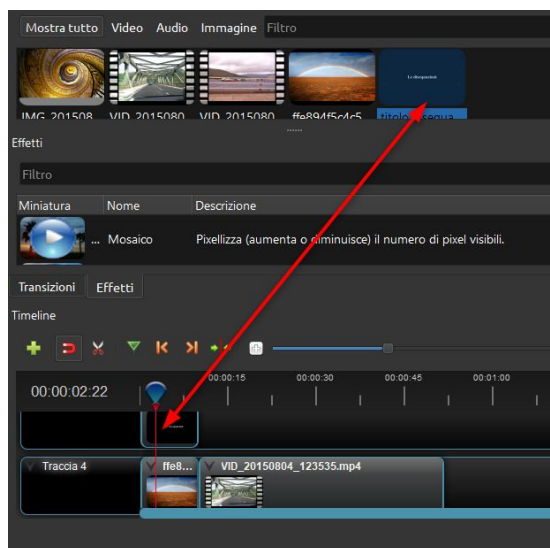 Mostra tutto Video Audio Immagine Filtro
IMG_201508... VID_2015080... VID_2015080... ffe894f5c4c5...
Effetti
Filtro
Miniatura Nome Descrizione
... Mosaico Pixellizza (aumenta o diminuisce) il numero di pixel visibili.
Transizioni Effetti
Timeline
00:00:02:22 00:00:15 00:00:30 00:00:45 00:01:00
Traccia 4 ffe8... VID_20150804_123535.mp4